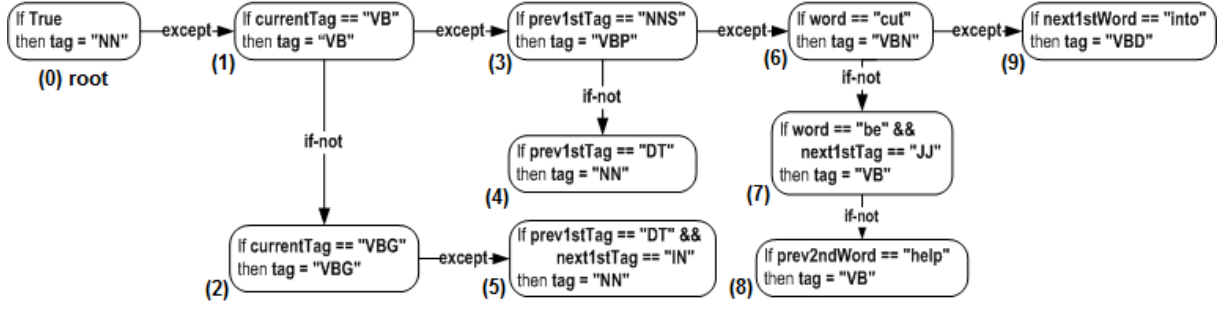 If True
then tag = "NN"
(0) root
except
If currentTag == "VB"
then tag = “VB”
(1)
except
If prev1stTag == "NNS"
then tag = "VBP"
(3)
except
If word == "cut"
then tag = "VBN"
(6)
except
If next1stWord == "into"
then tag = "VBD"
(9)
if-not
if-not
if-not
If prev1stTag == "DT"
then tag = "NN"
(4)
If word == "be" &&
next1stTag == "JJ"
then tag = "VB"
(7)
if-not
If currentTag == "VBG"
then tag = "VBG"
(2)
except
If prev1stTag == "DT" &&
next1stTag == "IN"
then tag = "NN"
(5)
If prev2ndWord == "help"
then tag = "VB"
(8)